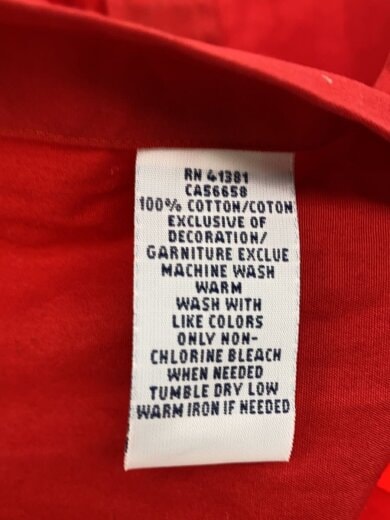 RN 41381
CA56658
100% COTTON/COTON
EXCLUSIVE OF
DECORATION/
GARNITURE EXCLUE
MACHINE WASH
WARM
WASH WITH
LIKE COLORS
ONLY NON-
CHLORINE BLEACH
WHEN NEEDED
TUMBLE DRY LOW
WARM IRON IF NEEDED